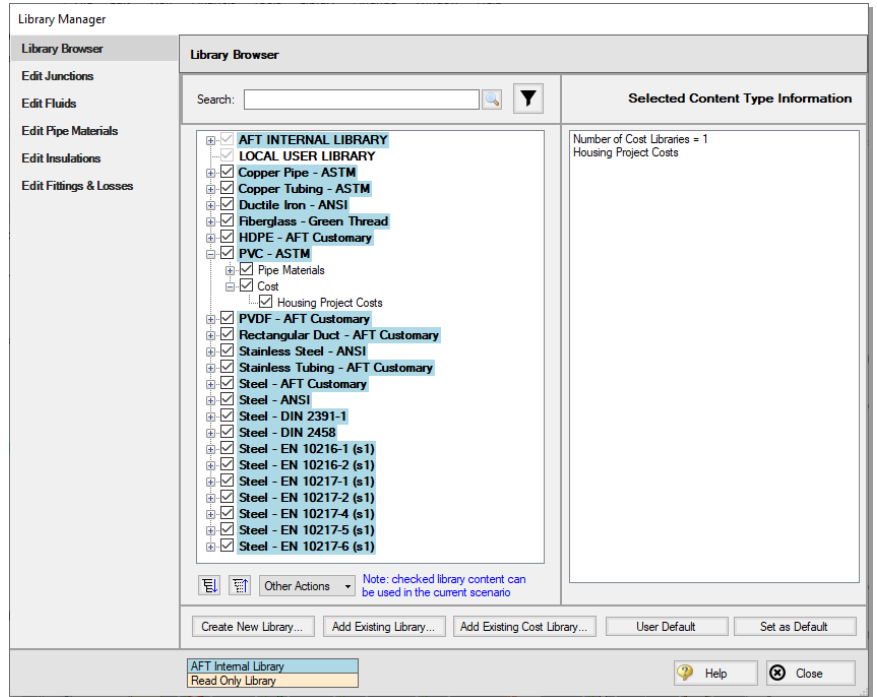 Library Manager
Library Browser
Edit Junctions
Edit Fluids
Edit Pipe Materials
Edit Insulations
Edit Fittings & Losses
Library Browser
Search:
AFT INTERNAL LIBRARY
LOCAL USER LIBRARY
Copper Pipe - ASTM
Copper Tubing - ASTM
Ductile Iron - ANSI
Fiberglass - Green Thread
HDPE - AFT Customary
PVC - ASTM
Pipe Materials
Cost
Housing Project Costs
PVDF - AFT Customary
Rectangular Duct - AFT Customary
Stainless Steel - ANSI
Stainless Tubing - AFT Customary
Steel - AFT Customary
Steel - ANSI
Steel - DIN 2391-1
Steel - DIN 2458
Steel - EN 10216-1 (s1)
Steel - EN 10216-2 (s1)
Steel - EN 10217-1 (s1)
Steel - EN 10217-2 (s1)
Steel - EN 10217-4 (s1)
Steel - EN 10217-5 (s1)
Steel - EN 10217-6 (s1)
Other Actions
Note: checked library content can
be used in the current scenario
Selected Content Type Information
Number of Cost Libraries = 1
Housing Project Costs
Create New Library... Add Existing Library... Add Existing Cost Library... User Default Set as Default
AFT Internal Library
Read Only Library
Help Close